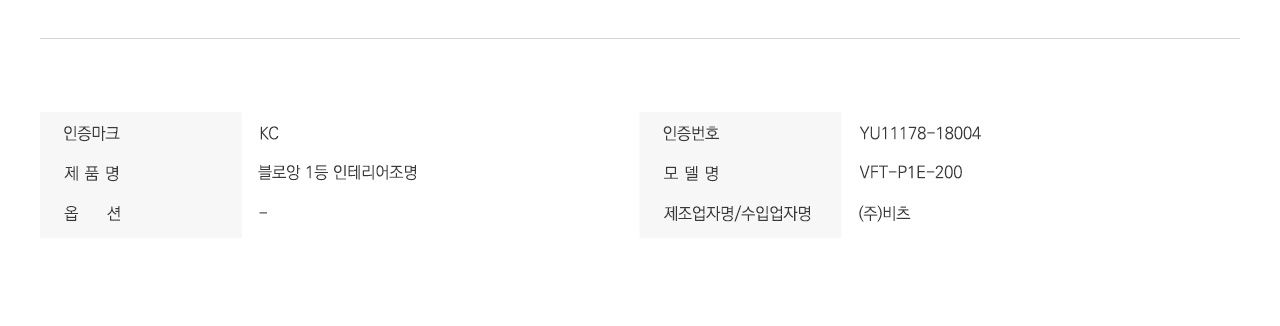 인증마크 KC 인증번호 YU11178-18004
제 품 명 블로앙 1등 인테리어조명 모 델 명 VFT-P1E-200
옵 션 - 제조업자명/수입업자명 (주)비츠